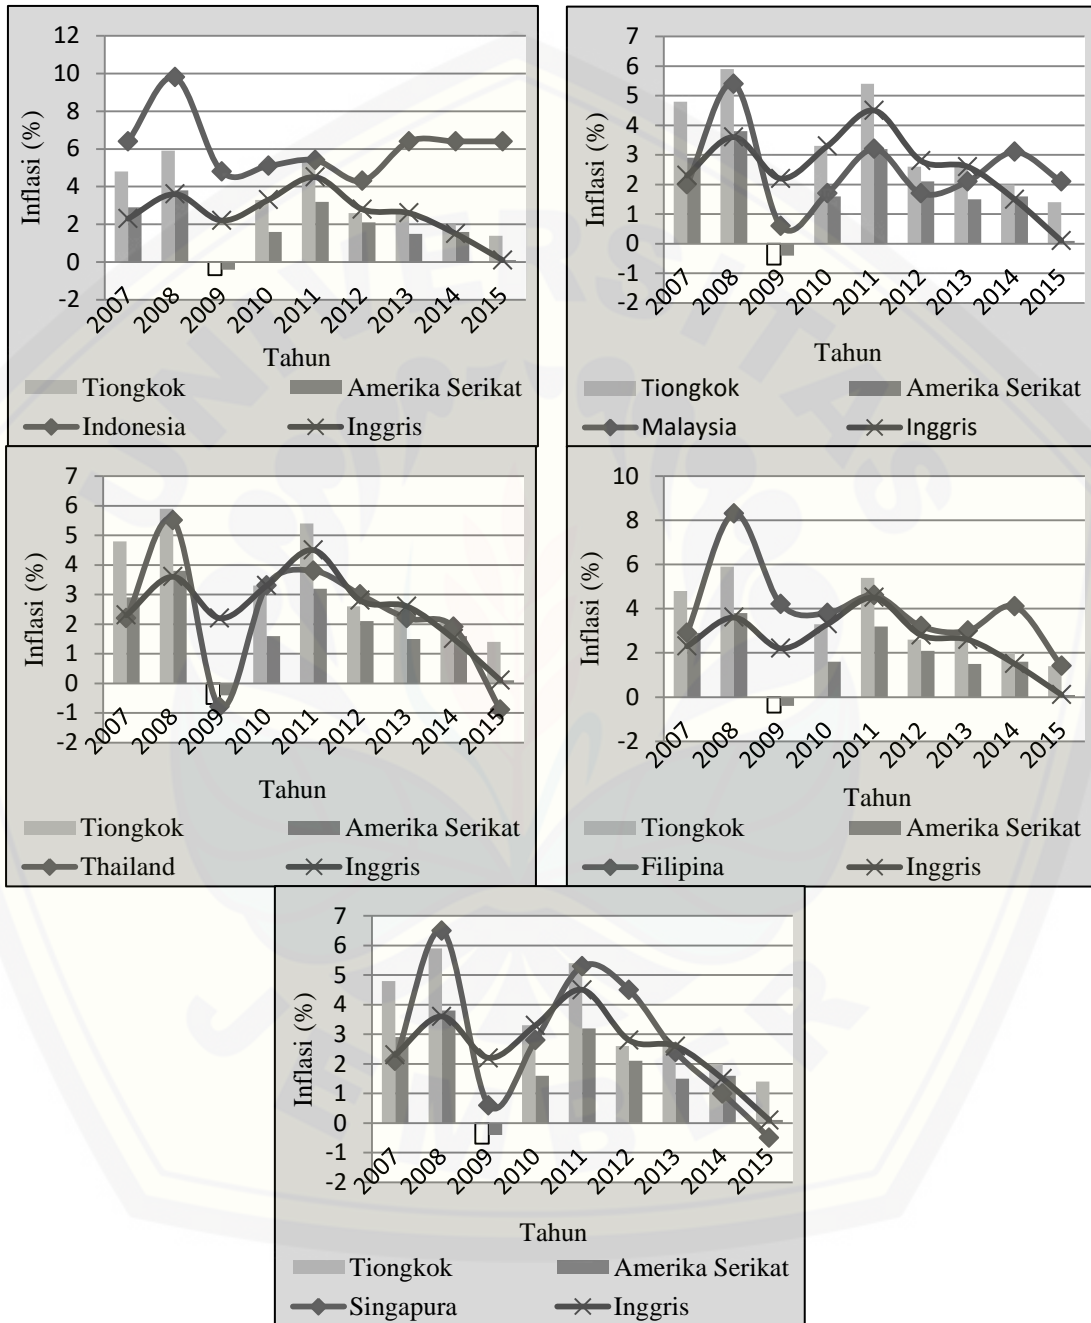 12
10
8
6
4
2
0
-2
Inflasi (%)
2007 2008 2009 2010 2011 2012 2013 2014 2015
Tahun
Tiongkok Amerika Serikat
Indonesia Inggris
7
6
5
4
3
2
1
0
-1
-2
Inflasi (%)
2007 2008 2009 2010 2011 2012 2013 2014 2015
Tahun
Tiongkok Amerika Serikat
Malaysia Inggris
7
6
5
4
3
2
1
0
-1
-2
Inflasi (%)
2007 2008 2009 2010 2011 2012 2013 2014 2015
Tahun
Tiongkok Amerika Serikat
Thailand Inggris
10
8
6
4
2
0
-2
Inflasi (%)
2007 2008 2009 2010 2011 2012 2013 2014 2015
Tahun
Tiongkok Amerika Serikat
Filipina Inggris
7
6
5
4
3
2
1
0
-1
-2
Inflasi (%)
2007 2008 2009 2010 2011 2012 2013 2014 2015
Tahun
Tiongkok Amerika Serikat
Singapura Inggris
UNIVERSITAS
JEMBER